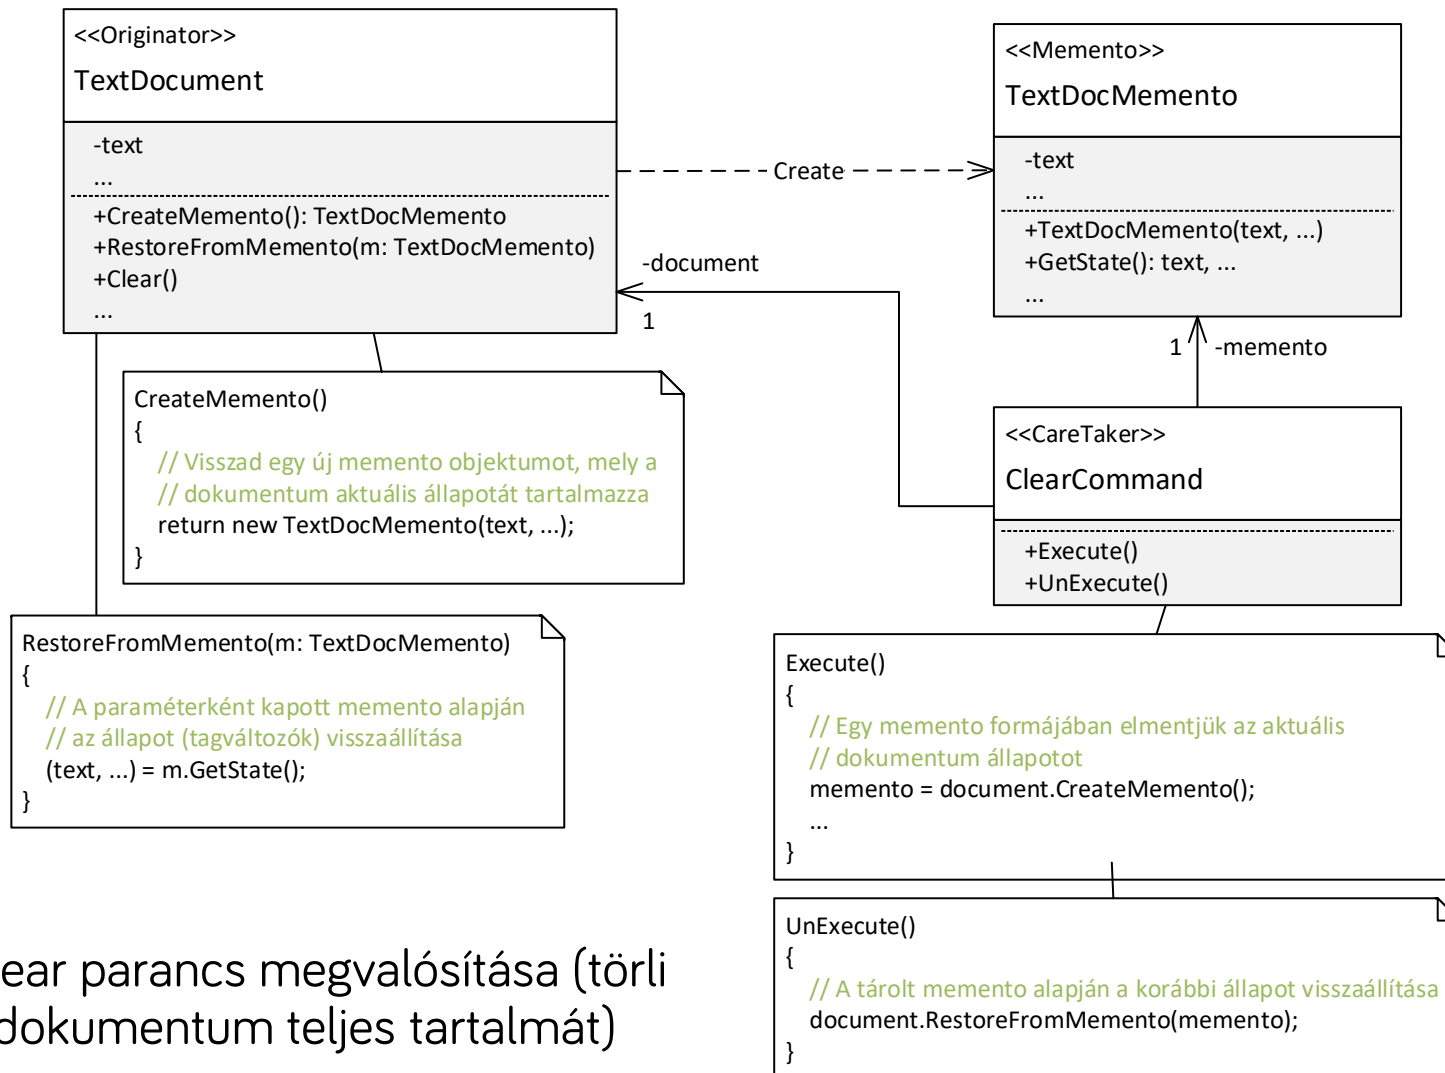 <<Originator>>
TextDocument
-text
...
+CreateMemento(): TextDocMemento
+RestoreFromMemento(m: TextDocMemento)
+Clear()
...
Create
<<Memento>>
TextDocMemento
-text
...
+TextDocMemento(text, ...)
+GetState(): text, ...
...
-document
1
1
-memento
<<CareTaker>>
ClearCommand
+Execute()
+UnExecute()
CreateMemento()
{
// Visszad egy új memento objektumot, mely a
// dokumentum aktuális állapotát tartalmazza
return new TextDocMemento(text, ...);
}
RestoreFromMemento(m: TextDocMemento)
{
// A paraméterként kapott memento alapján
// az állapot (tagváltozók) visszaállítása
(text, ...) = m.GetState();
}
Execute()
{
// Egy memento formájában elmentjük az aktuális
// dokumentum állapotot
memento = document.CreateMemento();
...
}
UnExecute()
{
// A tárolt memento alapján a korábbi állapot visszaállítása
document.RestoreFromMemento(memento);
}
ear parancs megvalósítása (törli
dokumentum teljes tartalmát)